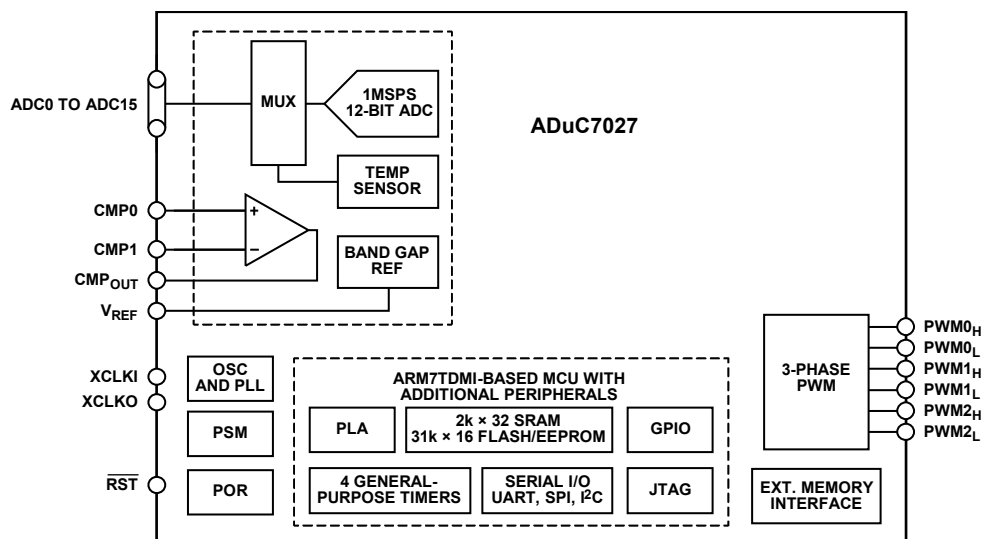 ADuC7027
ADC0 TO ADC15
MUX
1MSPS
12-BIT ADC
TEMP
SENSOR
CMP0
+
CMP1
−
CMPOUT
BAND GAP
REF
VREF
XCLKI
XCLKO
OSC
AND PLL
PSM
RST
POR
ARM7TDMI-BASED MCU WITH
ADDITIONAL PERIPHERALS
PLA
2k × 32 SRAM
31k × 16 FLASH/EEPROM
GPIO
4 GENERAL-
PURPOSE TIMERS
SERIAL I/O
UART, SPI, I²C
JTAG
3-PHASE
PWM
PWM0H
PWM0L
PWM1H
PWM1L
PWM2H
PWM2L
EXT. MEMORY
INTERFACE